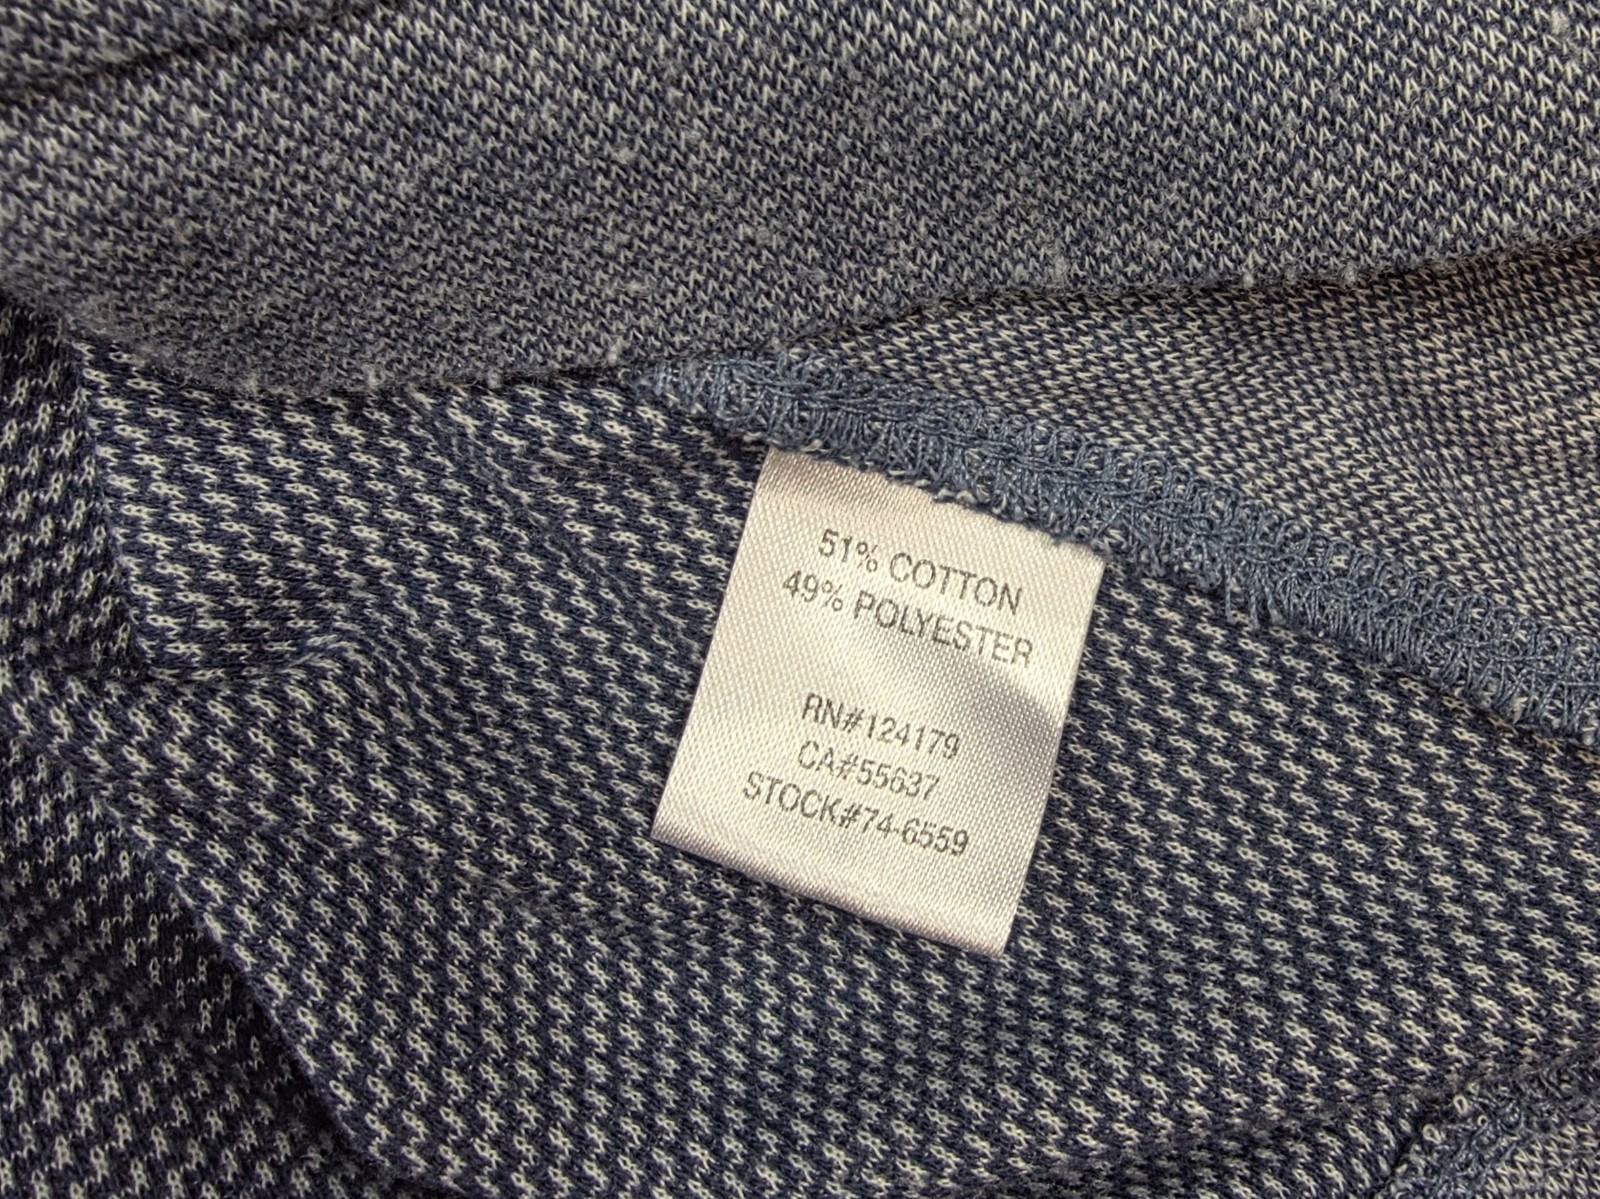 51% COTTON
49% POLYESTER
RN#124179
CA#55637
STOCK#74-6559